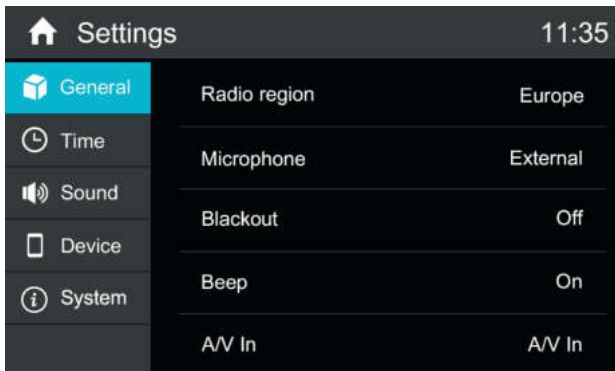 Settings 11:35
General
Time
Sound
Device
System
Radio region Europe
Microphone External
Blackout Off
Beep On
A/V In A/V In